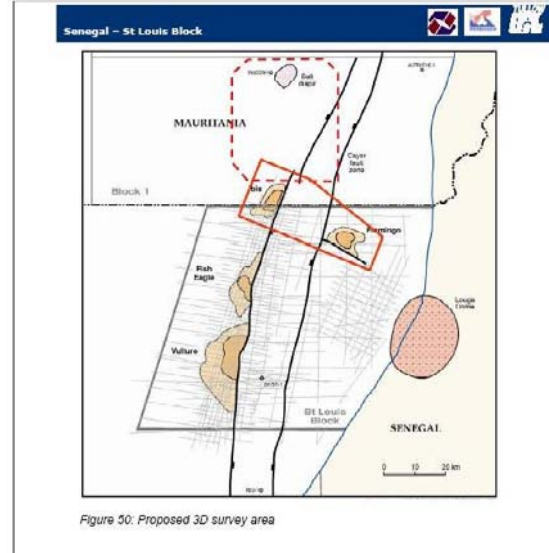 Senegal – St Louis Block
MAURITANIA
Salt
diapir
Cayar
fault
zone
Block 1
Ibis
Flamingo
Fish
Eagle
Vulture
Louga
Dome
St Louis
Block
SENEGAL
0 10 20 km
Figure 50: Proposed 3D survey area